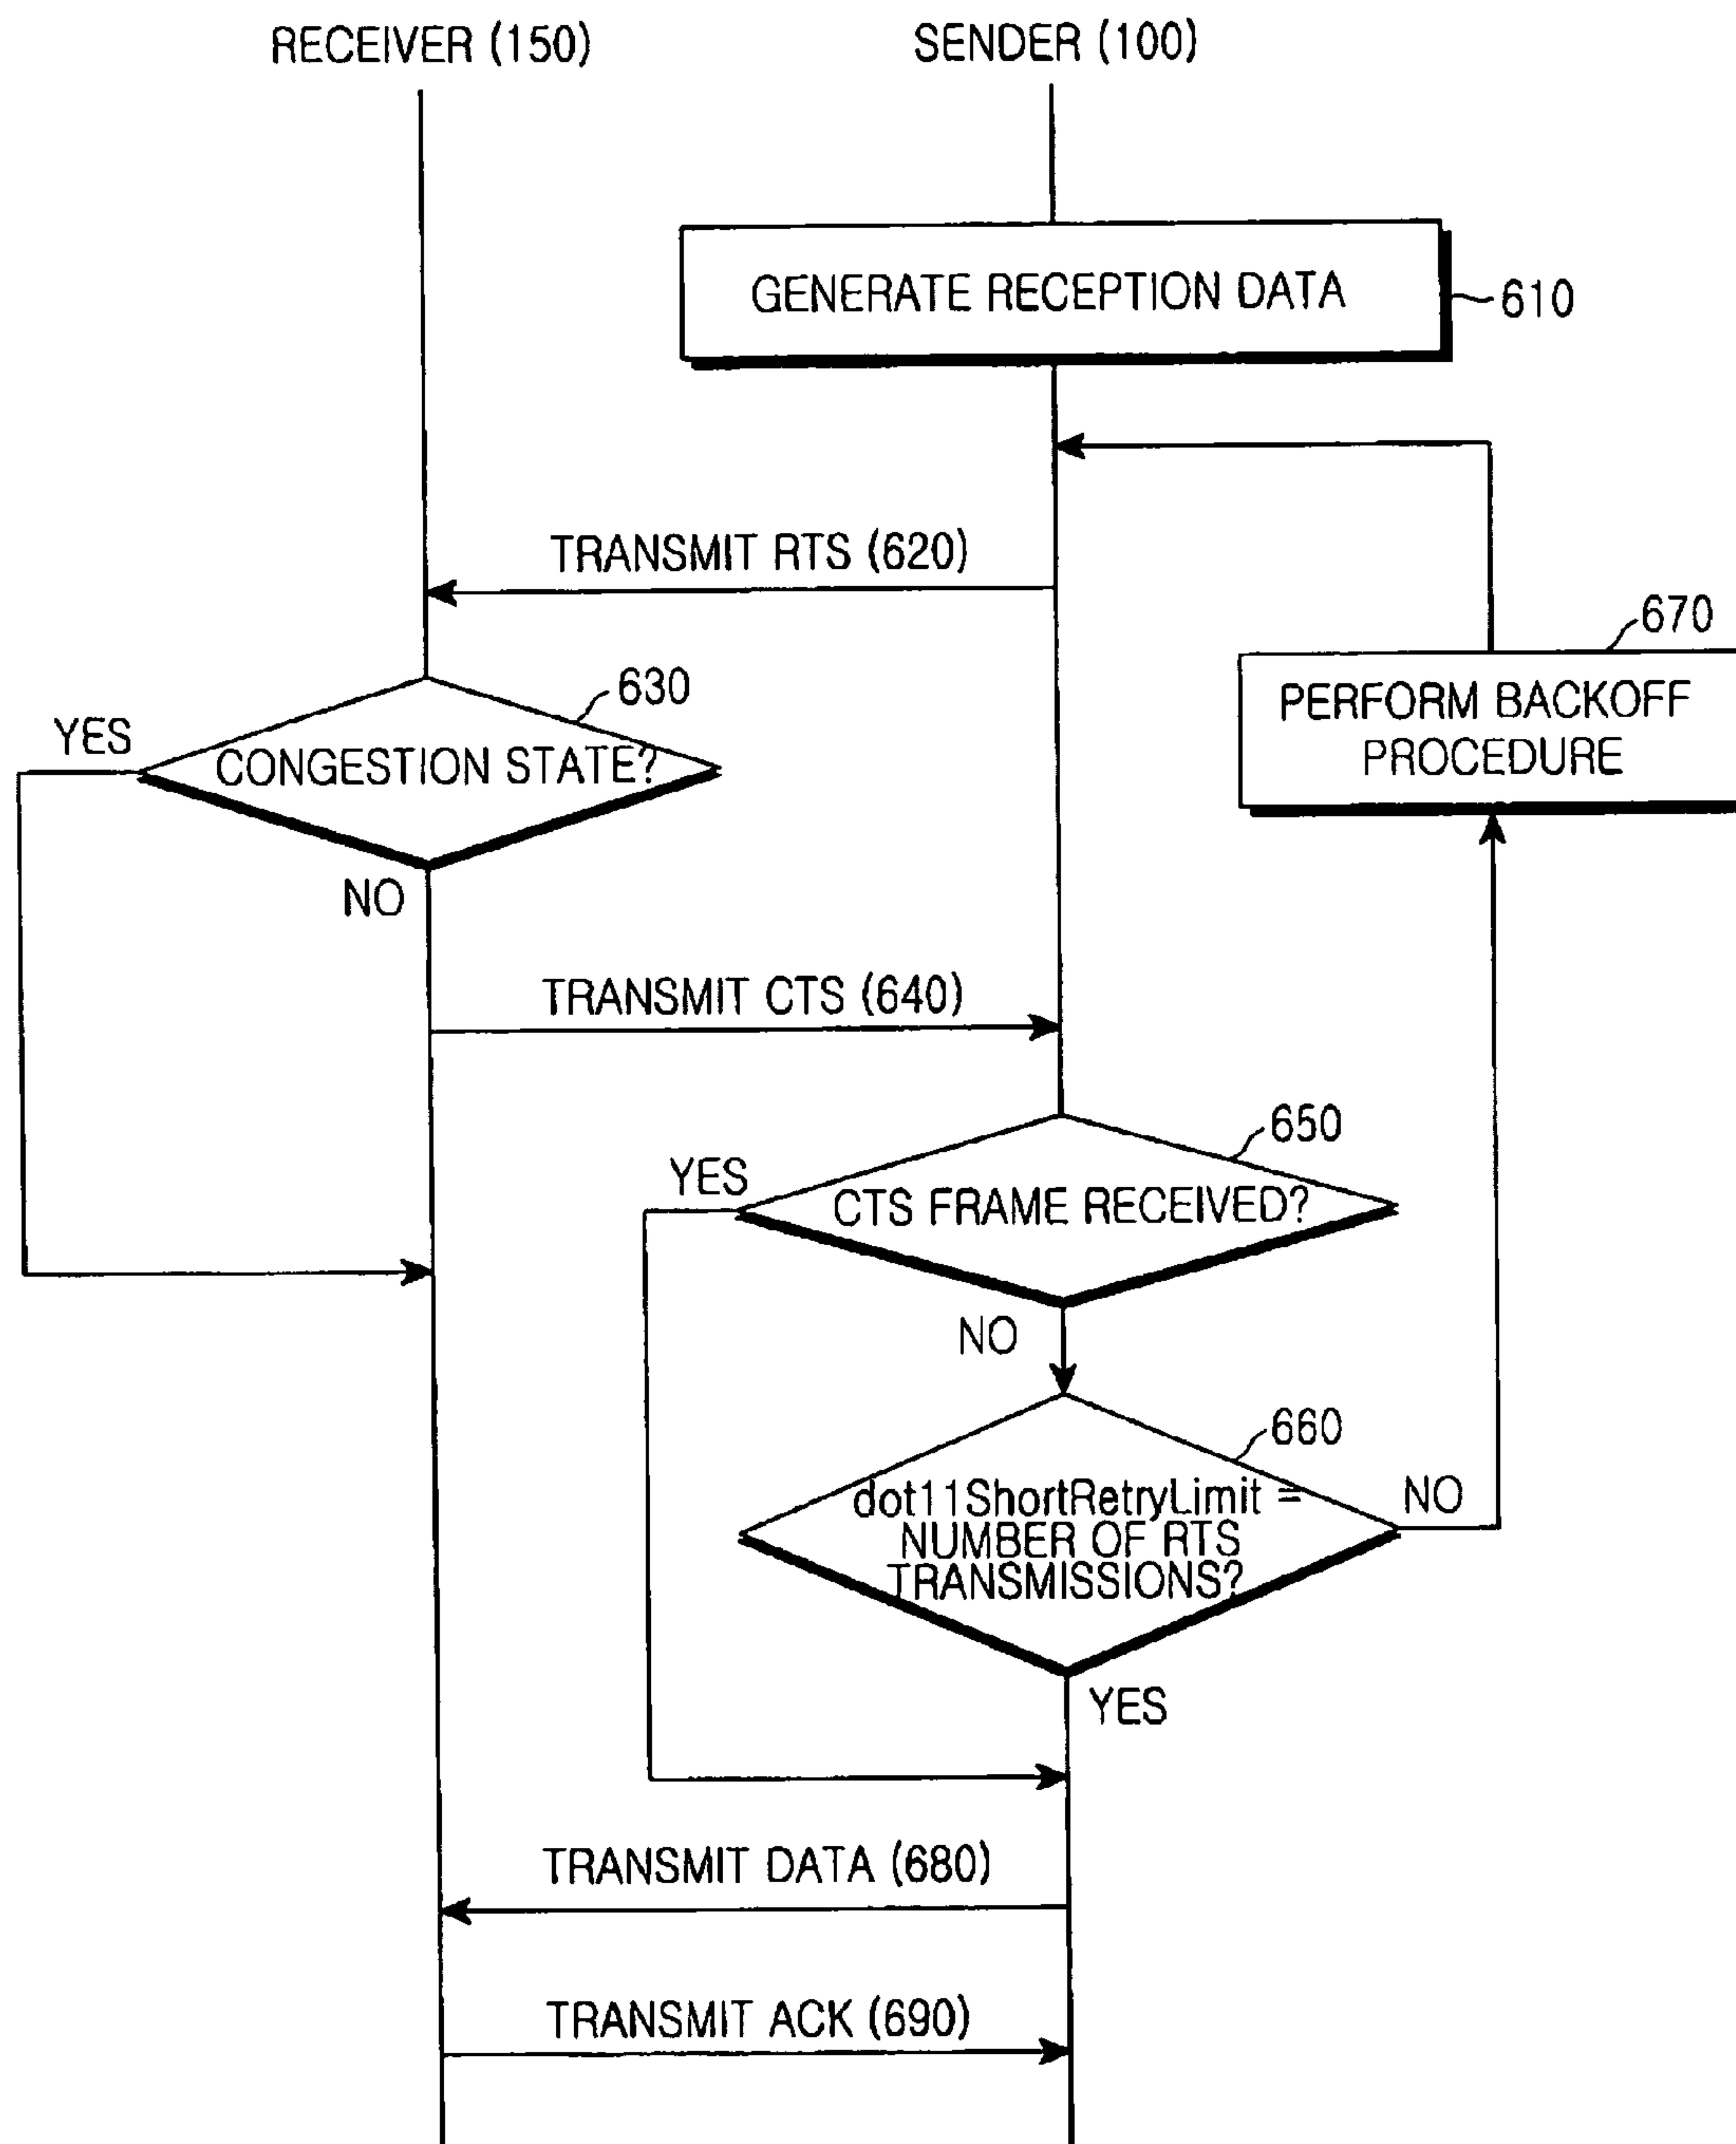 RECEIVER (150)
SENDER (100)
GENERATE RECEPTION DATA
610
TRANSMIT RTS (620)
670
PERFORM BACKOFF
PROCEDURE
630
YES
CONGESTION STATE?
NO
TRANSMIT CTS (640)
650
YES
CTS FRAME RECEIVED?
NO
660
dot11ShortRetryLimit =
NUMBER OF RTS
TRANSMISSIONS?
NO
YES
TRANSMIT DATA (680)
TRANSMIT ACK (690)